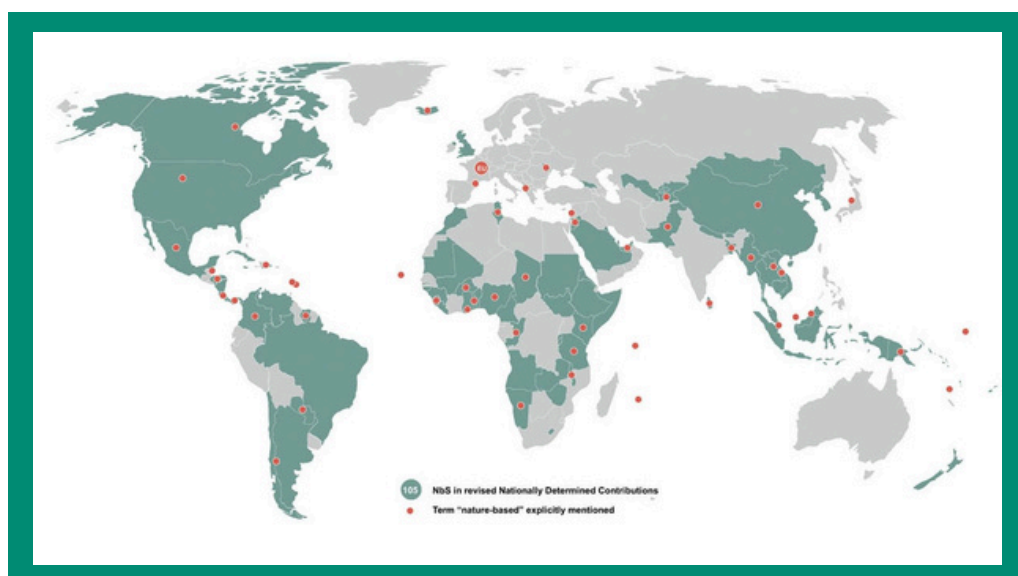 EU
105 NbS in revised Nationally Determined Contributions
Term "nature-based" explicitly mentioned